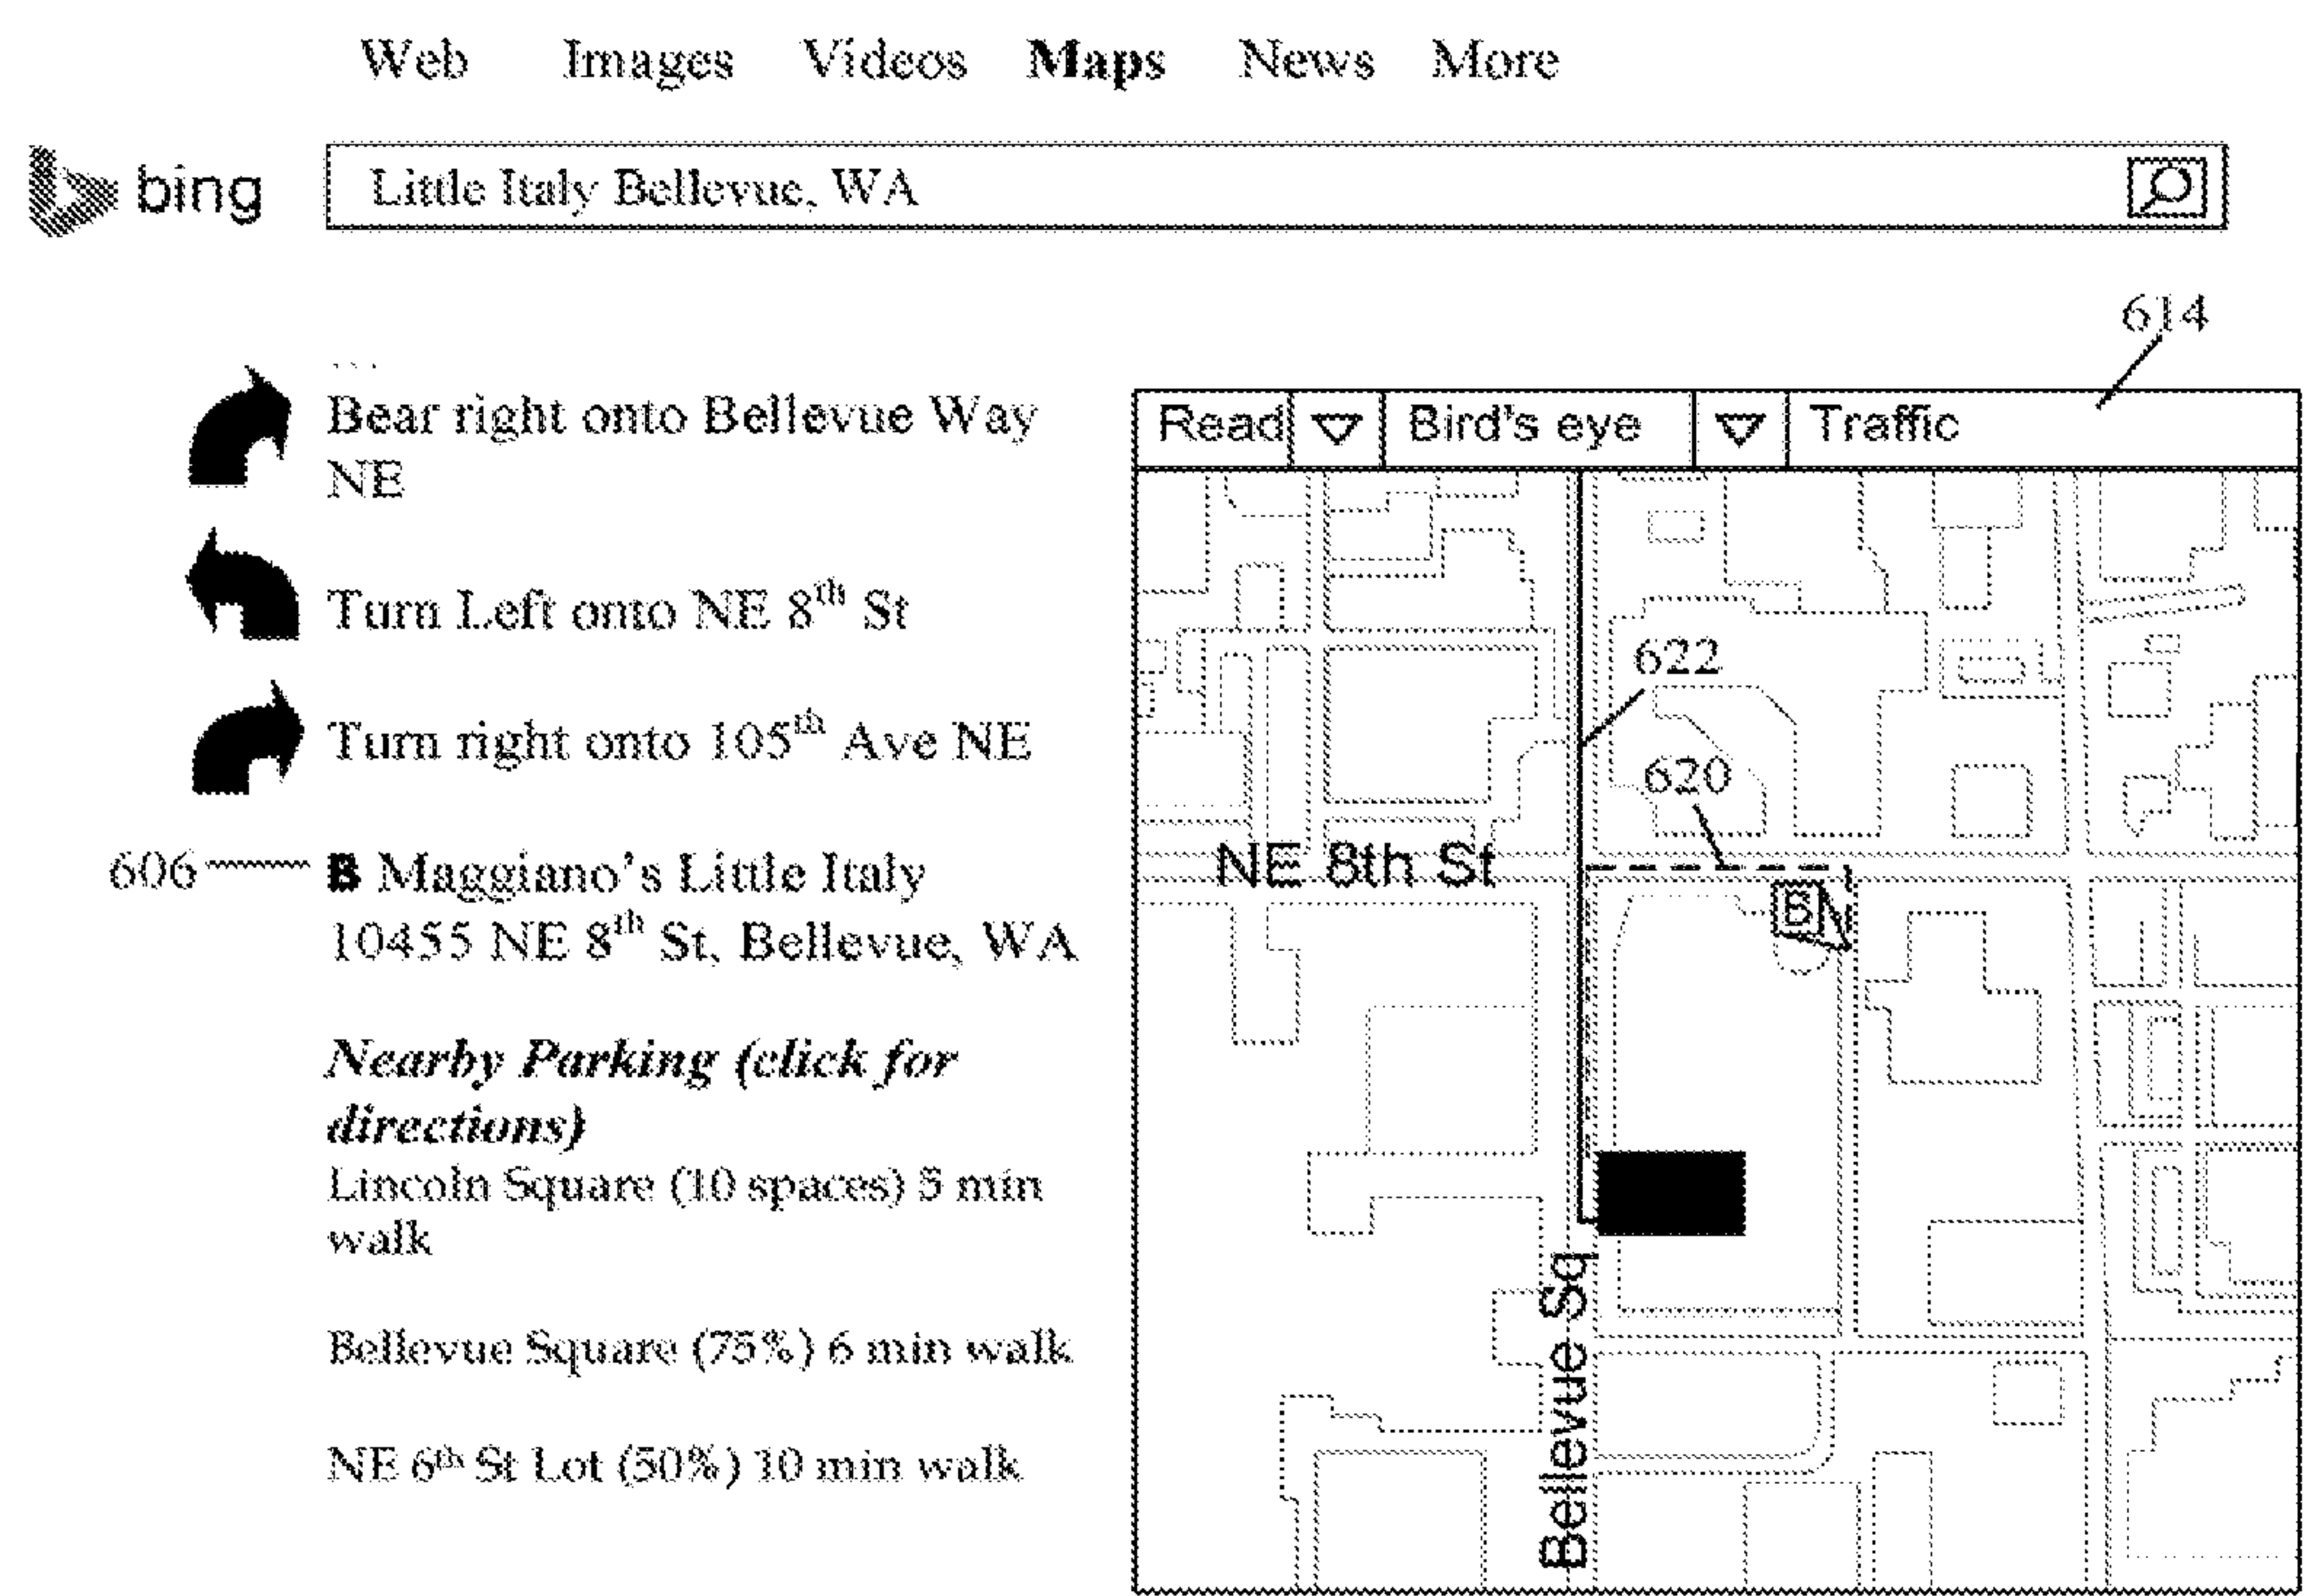 Web Images Videos Maps News More
bing Little Italy Bellevue, WA
614
...
Bear right onto Bellevue Way
NE
Turn Left onto NE 8th St
Turn right onto 105th Ave NE
606 B Maggiano's Little Italy
10455 NE 8th St, Bellevue, WA
Nearby Parking (click for
directions)
Lincoln Square (10 spaces) 5 min
walk
Bellevue Square (75%) 6 min walk
NE 6th St Lot (50%) 10 min walk
Read Bird's eye Traffic
622
620
NE 8th St
B
Bellevue Sq